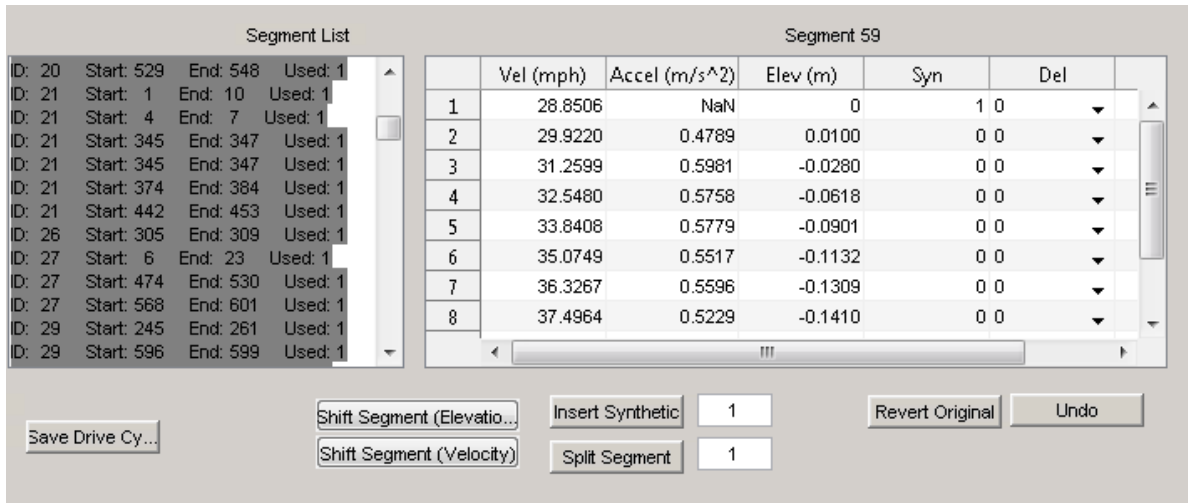 Segment List
ID: 20 Start: 529 End: 548 Used: 1
ID: 21 Start: 1 End: 10 Used: 1
ID: 21 Start: 4 End: 7 Used: 1
ID: 21 Start: 345 End: 347 Used: 1
ID: 21 Start: 345 End: 347 Used: 1
ID: 21 Start: 374 End: 384 Used: 1
ID: 21 Start: 442 End: 453 Used: 1
ID: 26 Start: 305 End: 309 Used: 1
ID: 27 Start: 6 End: 23 Used: 1
ID: 27 Start: 474 End: 530 Used: 1
ID: 27 Start: 568 End: 601 Used: 1
ID: 29 Start: 245 End: 261 Used: 1
ID: 29 Start: 596 End: 599 Used: 1
Segment 59
Vel (mph) Accel (m/s^2) Elev (m) Syn Del
1 28.8506 NaN 0 1 0
2 29.9220 0.4789 0.0100 0 0
3 31.2599 0.5981 -0.0280 0 0
4 32.5480 0.5758 -0.0618 0 0
5 33.8408 0.5779 -0.0901 0 0
6 35.0749 0.5517 -0.1132 0 0
7 36.3267 0.5596 -0.1309 0 0
8 37.4964 0.5229 -0.1410 0 0
Save Drive Cy...
Shift Segment (Elevatio...
Shift Segment (Velocity)
Insert Synthetic 1
Split Segment 1
Revert Original
Undo